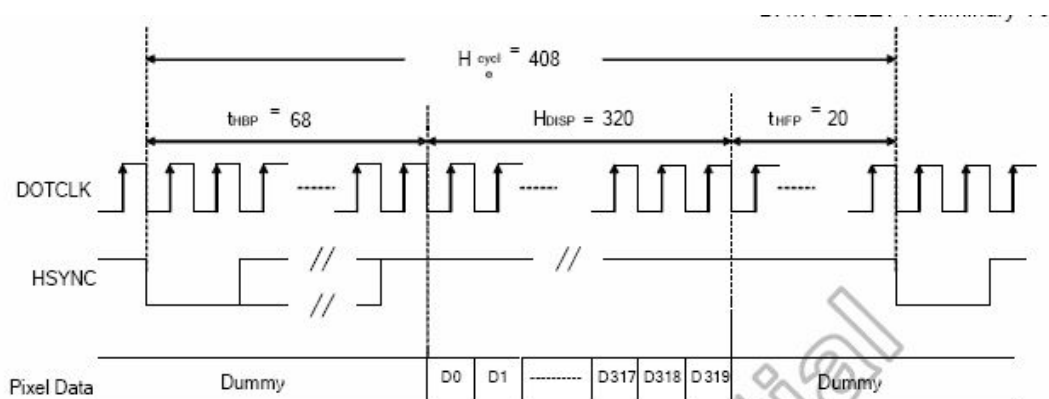 H cycle = 408
tHBP = 68
HDISP = 320
tHFP = 20
DOTCLK
HSYNC
Pixel Data
Dummy
D0
D1
D317
D318
D319
Dummy